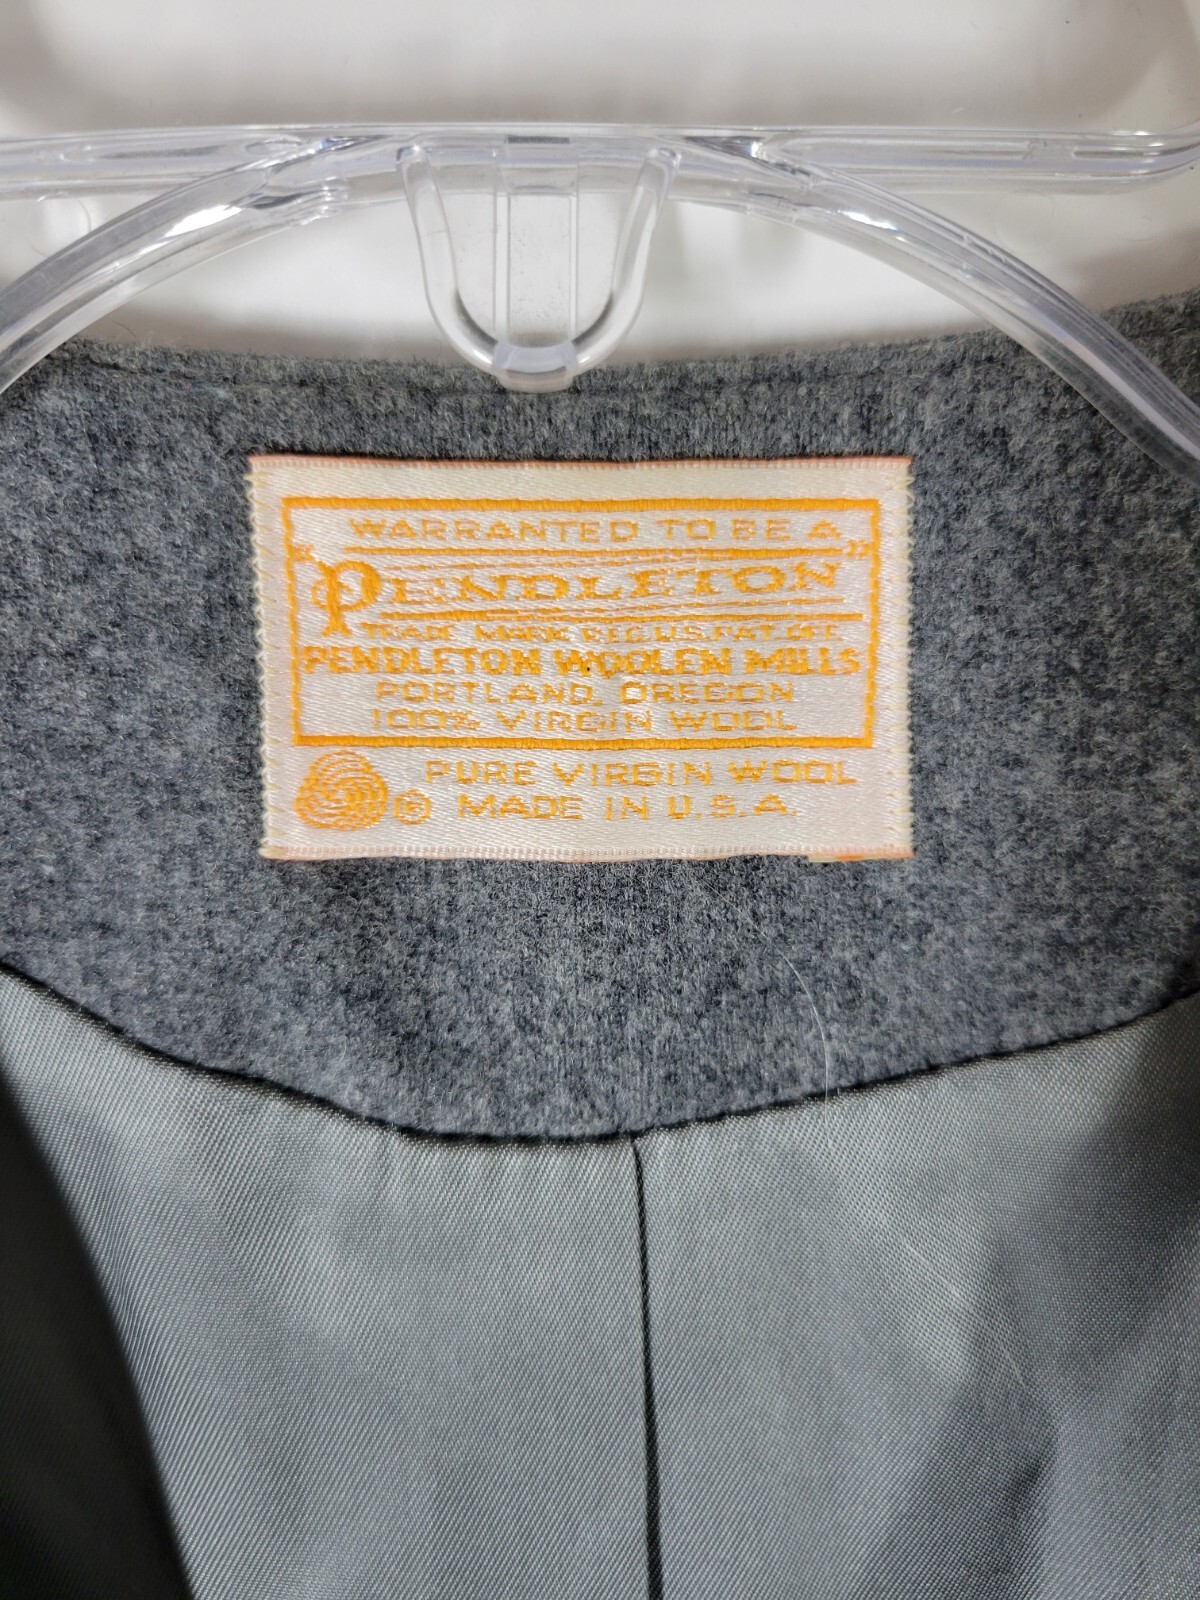 WARRANTED TO BE A
"PENDLETON"
TRADE MARK REG.U.S.PAT.OFF.
PENDLETON WOOLEN MILLS
PORTLAND, OREGON
100% VIRGIN WOOL
PURE VIRGIN WOOL
® MADE IN U.S.A.